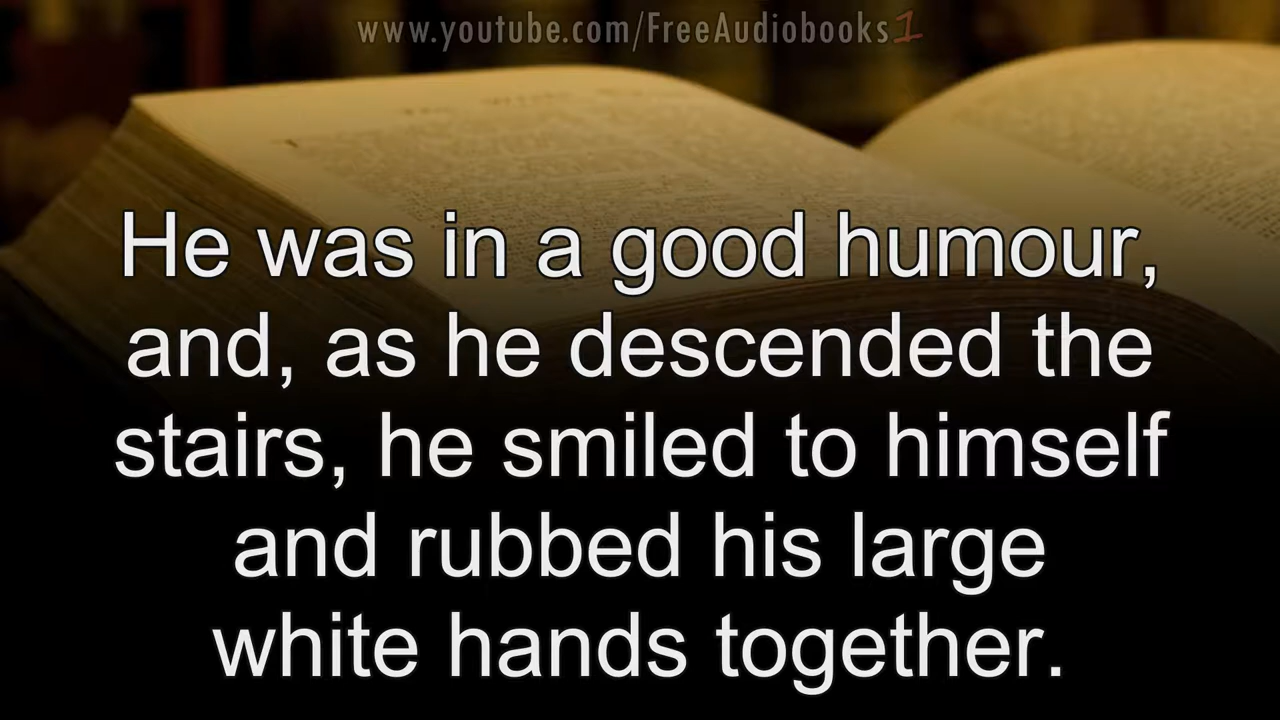 www.youtube.com/FreeAudiobooks1
He was in a good humour,
and, as he descended the
stairs, he smiled to himself
and rubbed his large
white hands together.